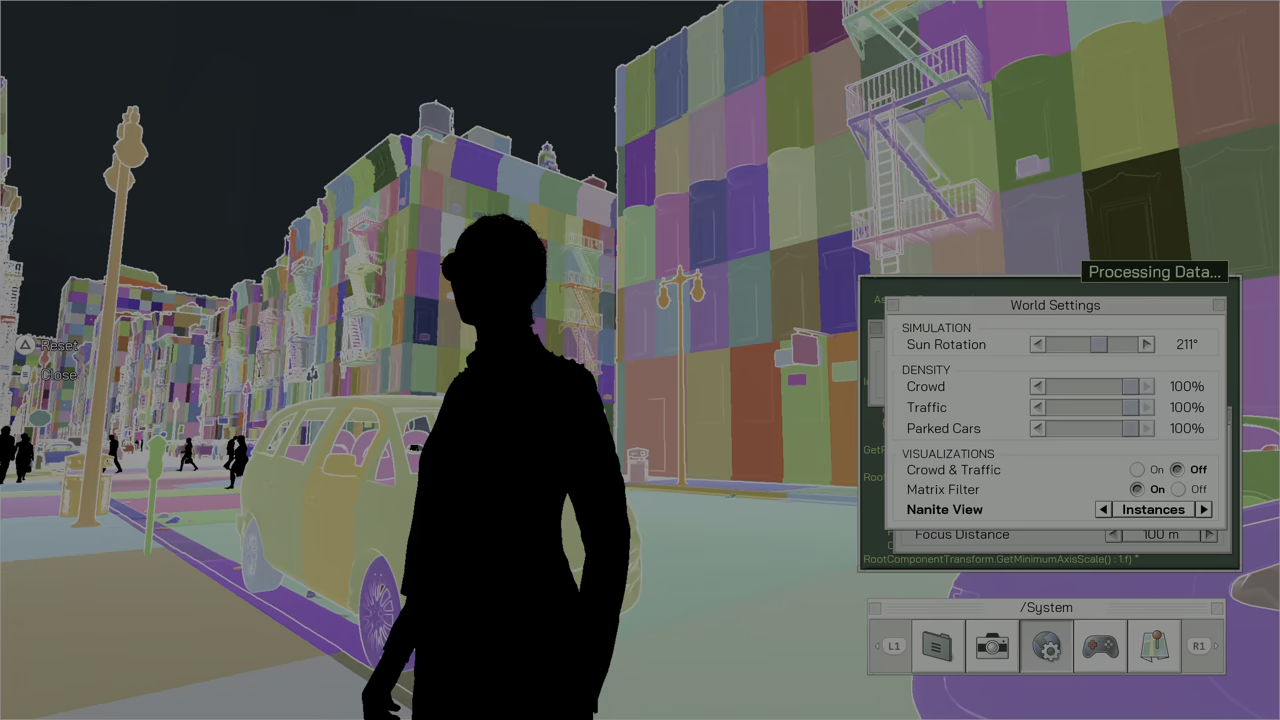 Processing Data...
World Settings
SIMULATION
Sun Rotation 211°
DENSITY
Crowd 100%
Traffic 100%
Parked Cars 100%
VISUALIZATIONS
Crowd & Traffic On Off
Matrix Filter On Off
Nanite View Instances
Focus Distance 100 m
RootComponentTransform.GetMinimumAxisScale() : 1.f) *
Reset
Close
/System
L1
R1